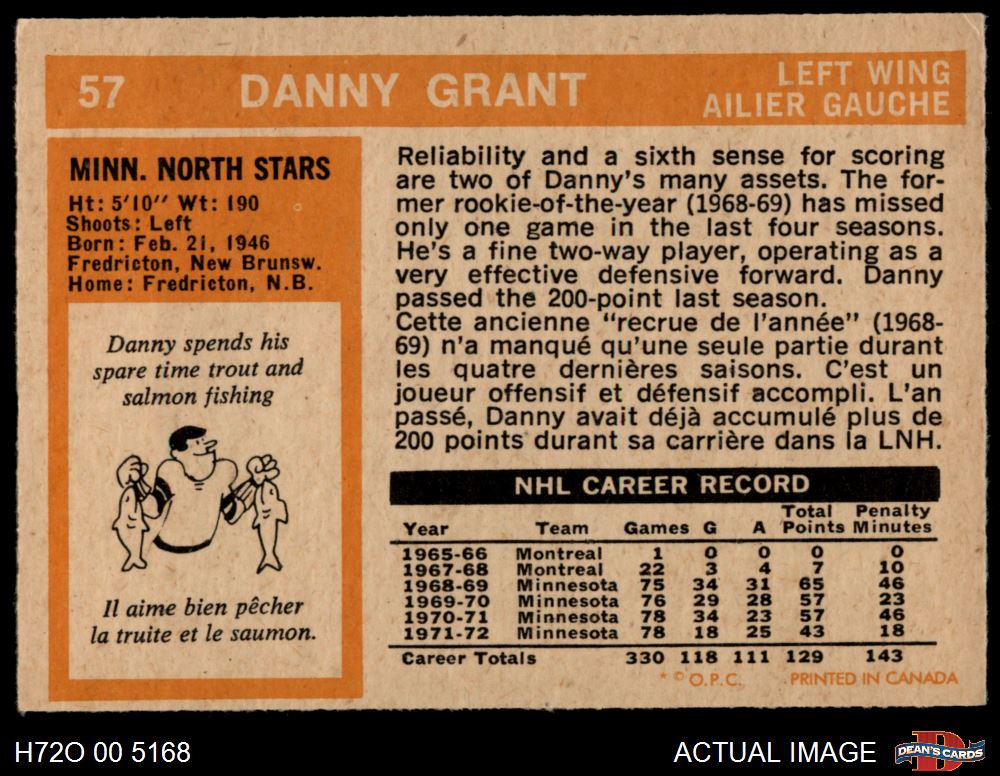 57 DANNY GRANT LEFT WING
AILIER GAUCHE
MINN. NORTH STARS
Ht: 5'10" Wt: 190
Shoots: Left
Born: Feb. 21, 1946
Fredricton, New Brunsw.
Home: Fredricton, N.B.
Danny spends his
spare time trout and
salmon fishing
Il aime bien pêcher
la truite et le saumon.
Reliability and a sixth sense for scoring
are two of Danny's many assets. The for-
mer rookie-of-the-year (1968-69) has missed
only one game in the last four seasons.
He's a fine two-way player, operating as a
very effective defensive forward. Danny
passed the 200-point last season.
Cette ancienne "recrue de l'année" (1968-
69) n'a manqué qu'une seule partie durant
les quatre dernières saisons. C'est un
joueur offensif et défensif accompli. L'an
passé, Danny avait déjà accumulé plus de
200 points durant sa carrière dans la LNH.
NHL CAREER RECORD
Year Team Games G A Total Points Penalty Minutes
1965-66 Montreal 1 0 0 0 0
1967-68 Montreal 22 3 4 7 10
1968-69 Minnesota 75 34 31 65 46
1969-70 Minnesota 76 29 28 57 23
1970-71 Minnesota 78 34 23 57 46
1971-72 Minnesota 78 18 25 43 18
Career Totals 330 118 111 129 143
* © O.P.C. PRINTED IN CANADA
H72O 00 5168 ACTUAL IMAGE DEAN'S CARDS